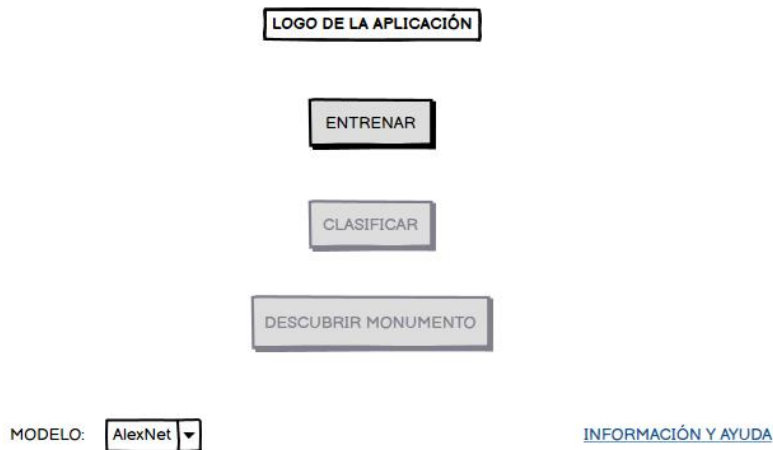 LOGO DE LA APLICACIÓN
ENTRENAR
CLASIFICAR
DESCUBRIR MONUMENTO
MODELO: AlexNet INFORMACIÓN Y AYUDA